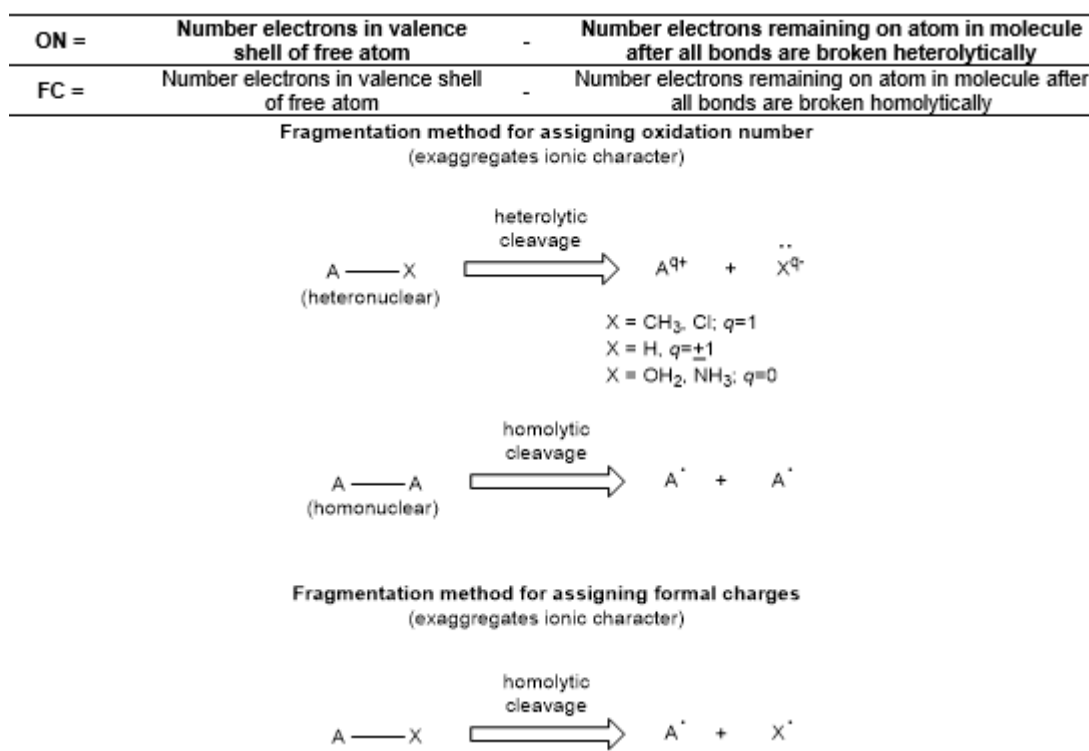 ON = Number electrons in valence shell of free atom - Number electrons remaining on atom in molecule after all bonds are broken heterolytically
FC = Number electrons in valence shell of free atom - Number electrons remaining on atom in molecule after all bonds are broken homolytically
Fragmentation method for assigning oxidation number
(exaggregates ionic character)
heterolytic
cleavage
A — X A^q+ + Ẍ^q-
(heteronuclear)
X = CH3, Cl; q=1
X = H, q=±1
X = OH2, NH3; q=0
homolytic
cleavage
A — A A˙ + A˙
(homonuclear)
Fragmentation method for assigning formal charges
(exaggregates ionic character)
homolytic
cleavage
A — X A˙ + X˙